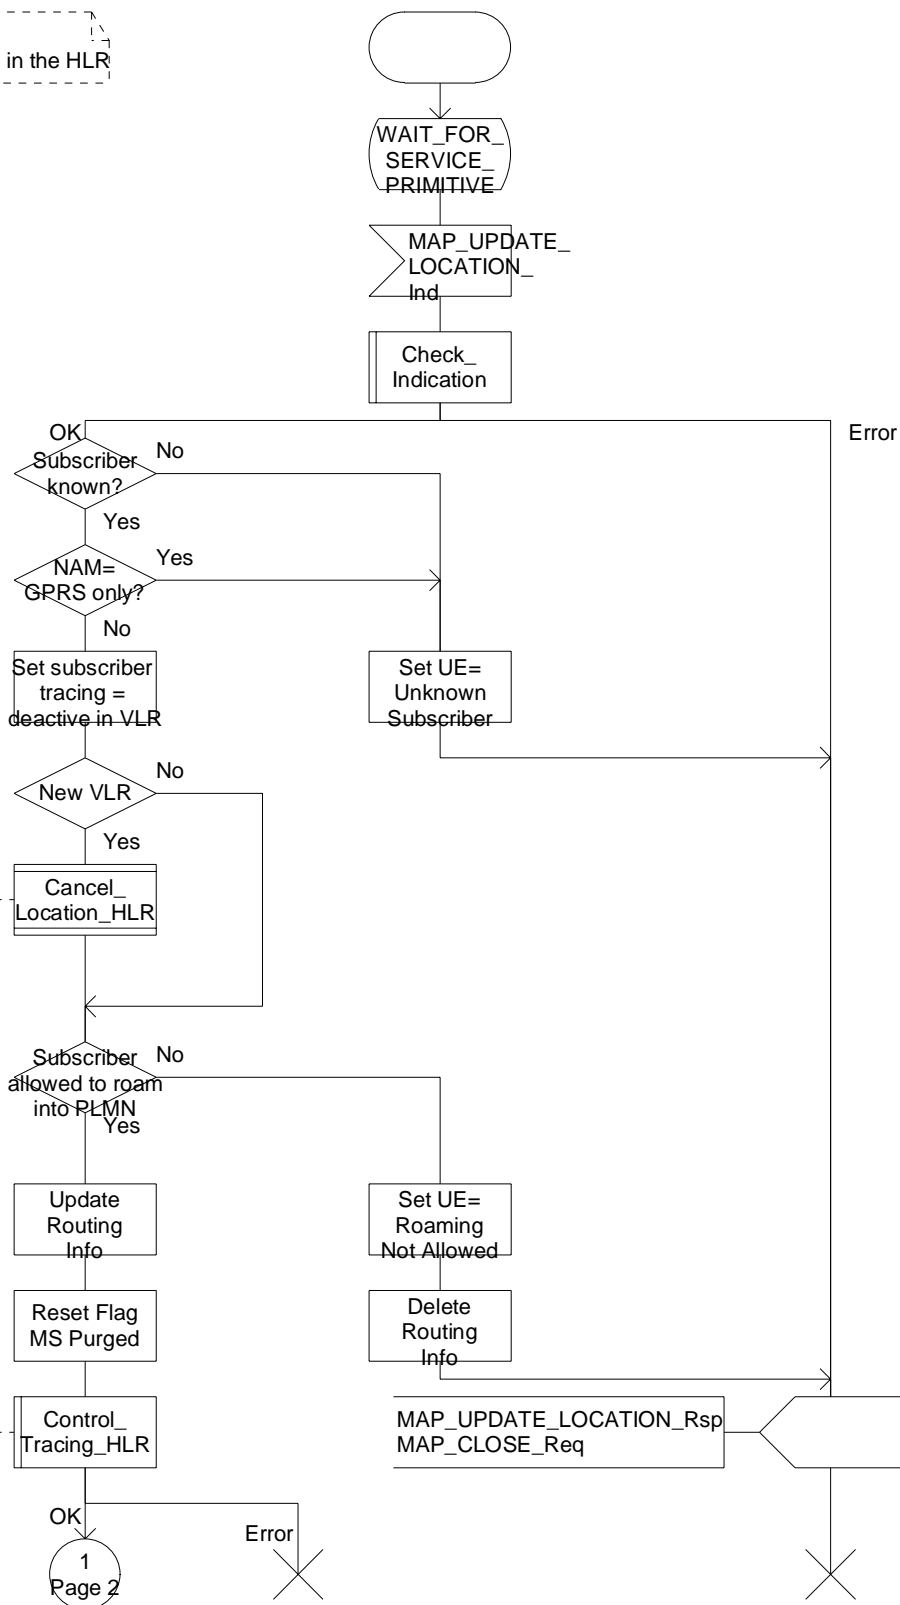 in the HLR
WAIT_FOR_
SERVICE_
PRIMITIVE
MAP_UPDATE_
LOCATION_
Ind
Check_
Indication
OK
Error
Subscriber
known?
No
Yes
NAM=
GPRS only?
Yes
No
Set subscriber
tracing =
deactive in VLR
Set UE=
Unknown
Subscriber
New VLR
No
Yes
Cancel_
Location_HLR
Subscriber
allowed to roam
into PLMN
No
Yes
Update
Routing
Info
Set UE=
Roaming
Not Allowed
Reset Flag
MS Purged
Delete
Routing
Info
Control_
Tracing_HLR
MAP_UPDATE_LOCATION_Rsp
MAP_CLOSE_Req
OK
Error
1
Page 2